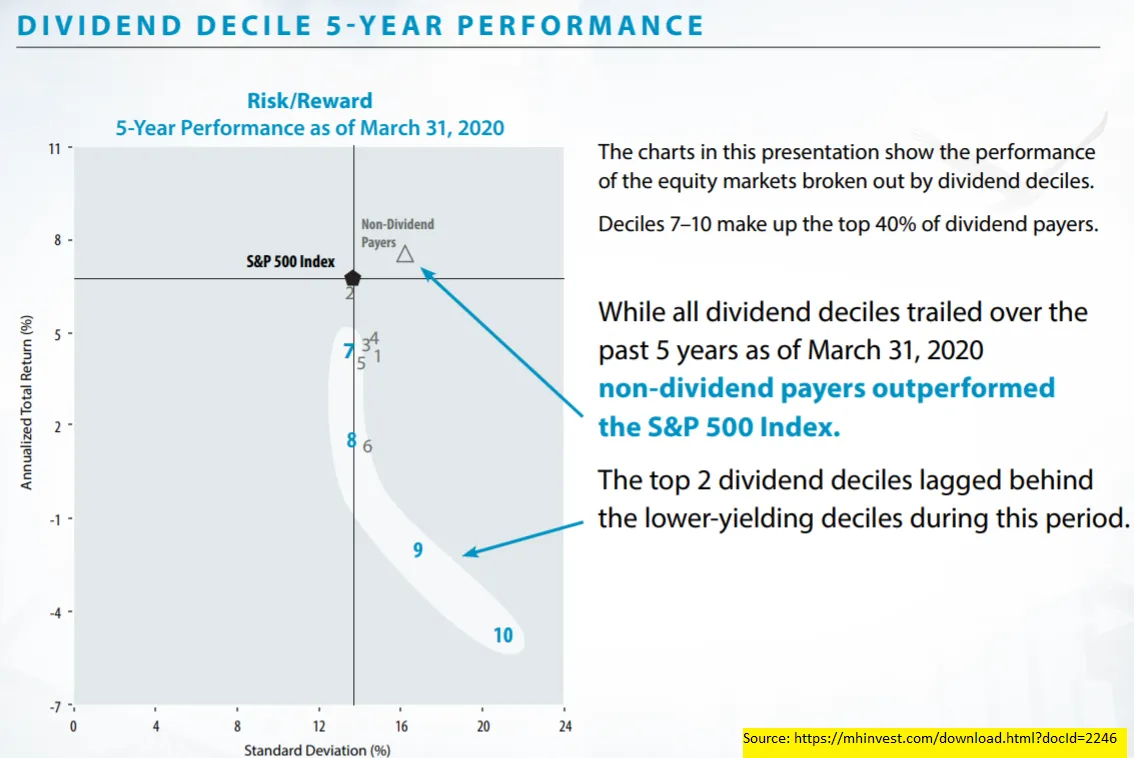 DIVIDEND DECILE 5-YEAR PERFORMANCE
Risk/Reward
5-Year Performance as of March 31, 2020
11
8
5
2
-1
-4
-7
Annualized Total Return (%)
Non-Dividend
Payers
S&P 500 Index
2
4
3
7
1
5
8
6
9
10
0
4
8
12
16
20
24
Standard Deviation (%)
The charts in this presentation show the performance
of the equity markets broken out by dividend deciles.
Deciles 7–10 make up the top 40% of dividend payers.
While all dividend deciles trailed over the
past 5 years as of March 31, 2020
non-dividend payers outperformed
the S&P 500 Index.
The top 2 dividend deciles lagged behind
the lower-yielding deciles during this period.
Source: https://mhinvest.com/download.html?docId=2246